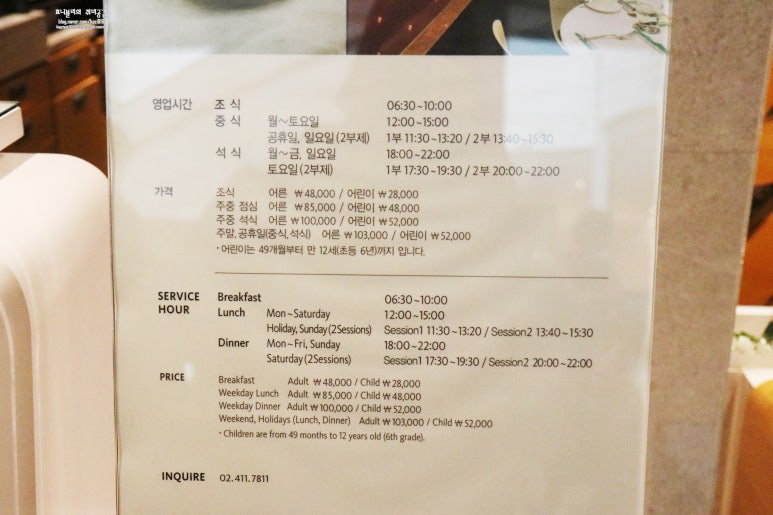 영업시간 조 식 06:30~10:00
중 식 월~토요일 12:00~15:00
공휴일, 일요일 (2부제) 1부 11:30~13:20 / 2부 13:40~15:30
석 식 월~금, 일요일 18:00~22:00
토요일 (2부제) 1부 17:30~19:30 / 2부 20:00~22:00
가격 조식 어른 ₩48,000 / 어린이 ₩28,000
주중 점심 어른 ₩85,000 / 어린이 ₩48,000
주중 석식 어른 ₩100,000 / 어린이 ₩52,000
주말, 공휴일(중식,석식) 어른 ₩103,000 / 어린이 ₩52,000
* 어린이는 49개월부터 만 12세(초등 6년)까지 입니다.
SERVICE HOUR Breakfast 06:30~10:00
Lunch Mon~Saturday 12:00~15:00
Holiday, Sunday (2Sessions) Session1 11:30~13:20 / Session2 13:40~15:30
Dinner Mon~Fri, Sunday 18:00~22:00
Saturday (2Sessions) Session1 17:30~19:30 / Session2 20:00~22:00
PRICE Breakfast Adult ₩48,000 / Child ₩28,000
Weekday Lunch Adult ₩85,000 / Child ₩48,000
Weekday Dinner Adult ₩100,000 / Child ₩52,000
Weekend, Holidays (Lunch, Dinner) Adult ₩103,000 / Child ₩52,000
* Children are from 49 months to 12 years old (6th grade).
INQUIRE 02.411.7811